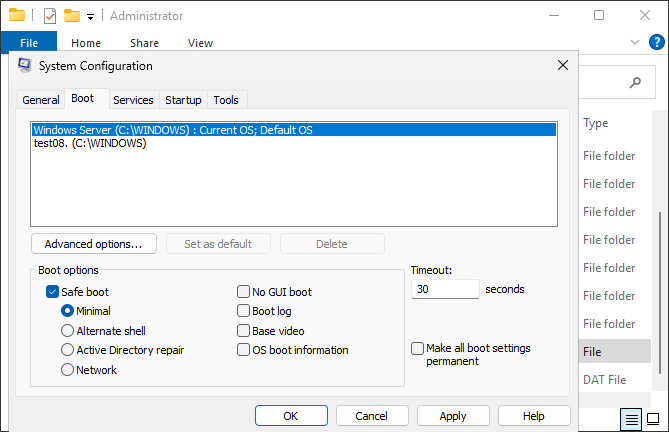 Administrator
File Home Share View
System Configuration
General Boot Services Startup Tools
Type
Windows Server (C:\WINDOWS) : Current OS; Default OS
test08. (C:\WINDOWS)
File folder
File folder
File folder
File folder
File folder
File folder
File folder
File
DAT File
Advanced options... Set as default Delete
Boot options
Timeout:
Safe boot No GUI boot
30 seconds
Minimal Boot log
Alternate shell Base video
Active Directory repair OS boot information
Make all boot settings
permanent
Network
OK Cancel Apply Help